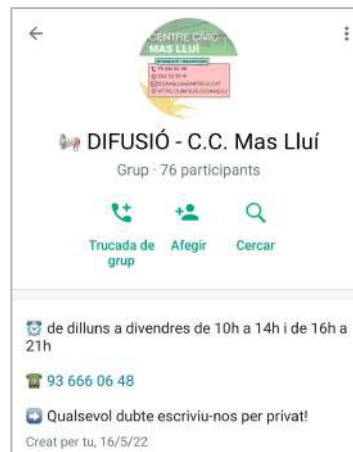 CENTRE CÍVIC
MAS LLUÍ
DIFUSIÓ - C.C. Mas Lluí
Grup · 76 participants
Trucada de grup
Afegir
Cercar
de dilluns a divendres de 10h a 14h i de 16h a
21h
93 666 06 48
Qualsevol dubte escriviu-nos per privat!
Creat per tu, 16/5/22